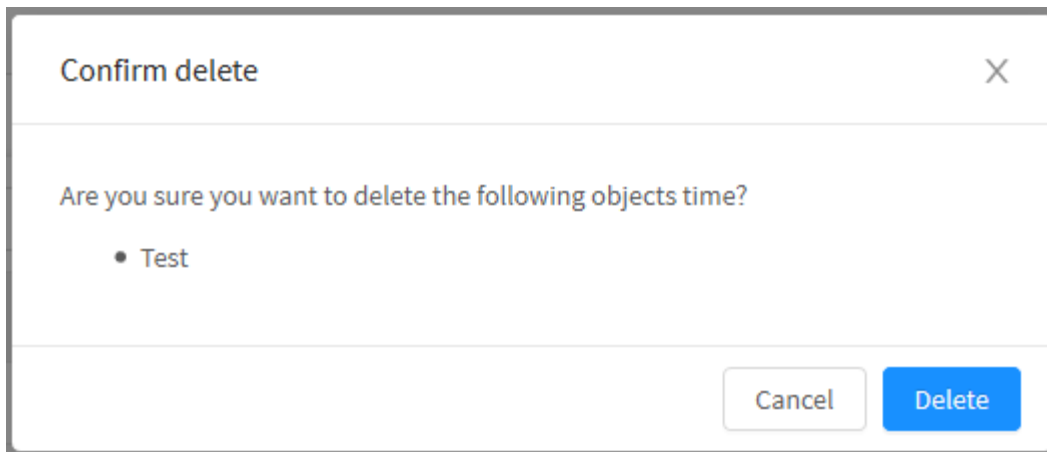 Confirm delete
Are you sure you want to delete the following objects time?
• Test
Cancel Delete